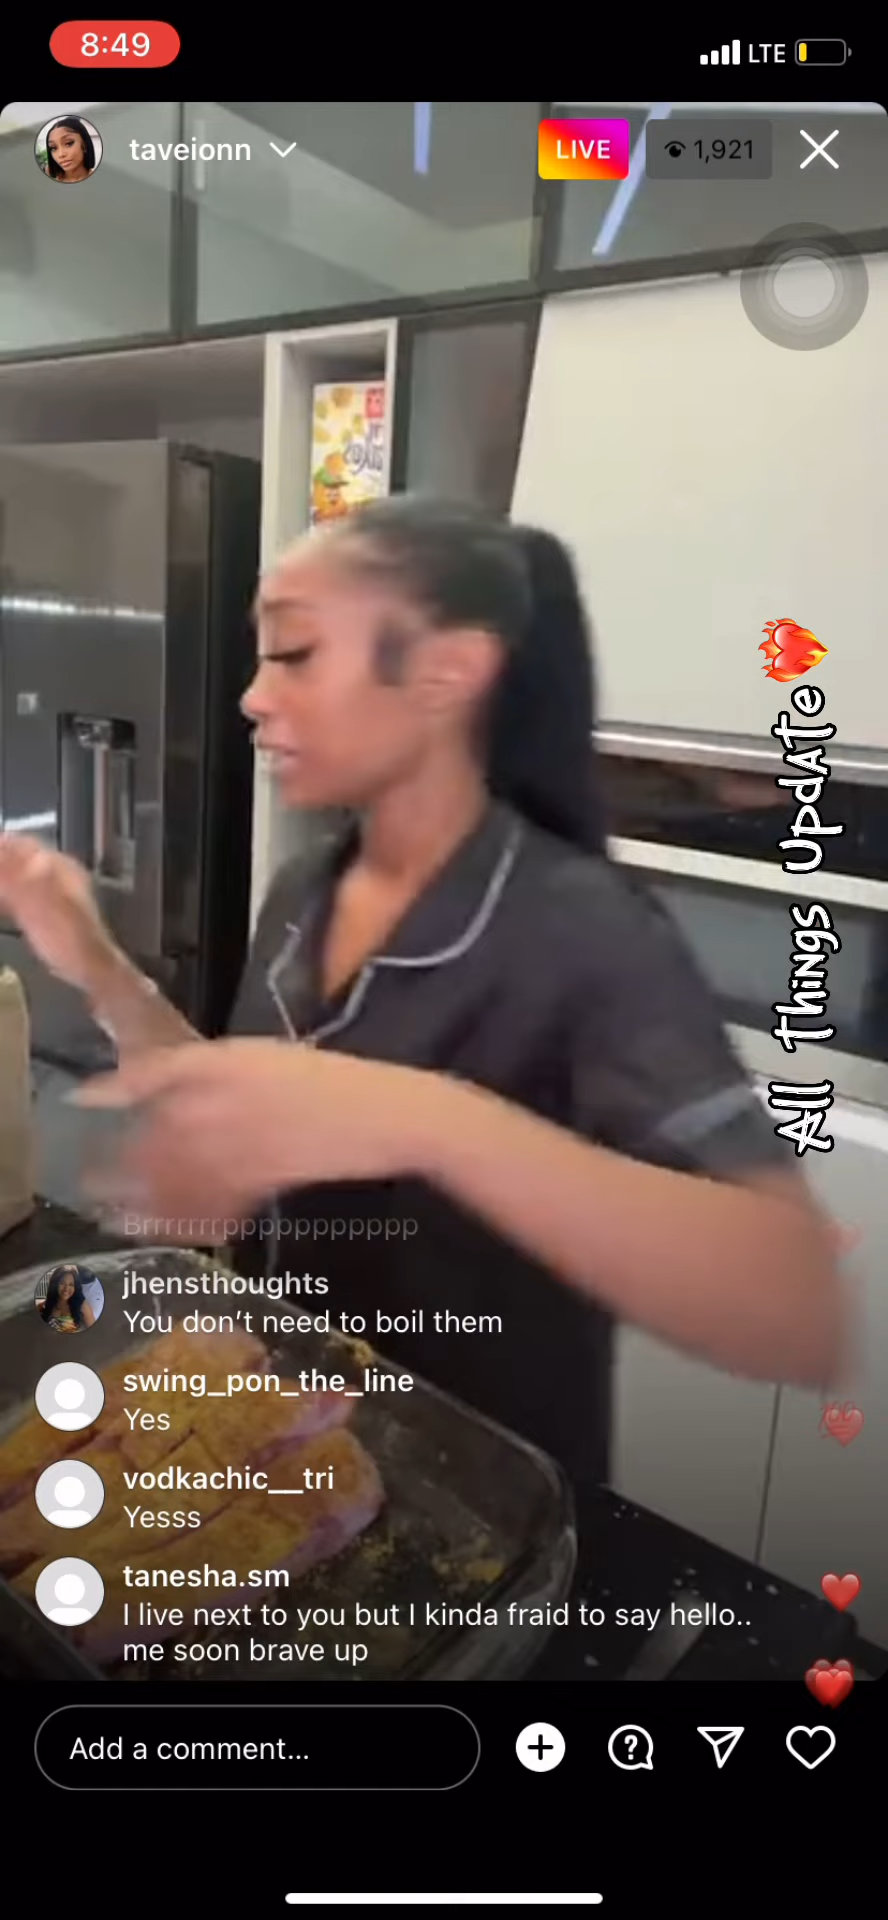 8:49
LTE
taveionn
LIVE
1,921
All Things Update
Brrrrrrrppppppppppp
jhensthoughts
You don’t need to boil them
swing_pon_the_line
Yes
vodkachic__tri
Yesss
tanesha.sm
I live next to you but I kinda fraid to say hello..
me soon brave up
Add a comment...